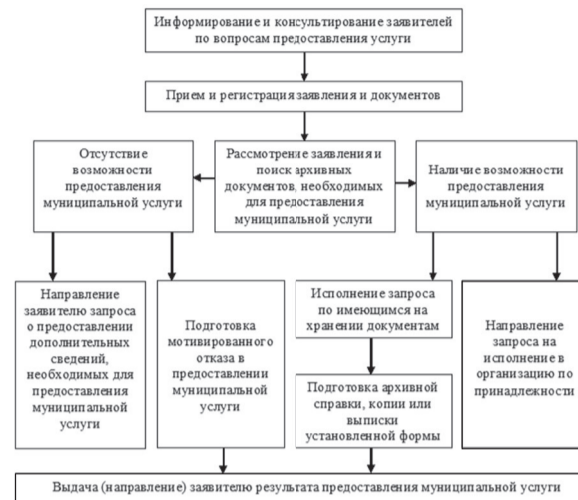 Информирование и консультирование заявителей
по вопросам предоставления услуги
Прием и регистрация заявления и документов
Отсутствие
возможности
предоставления
муниципальной услуги
Рассмотрение заявления и
поиск архивных
документов, необходимых
для предоставления
муниципальной услуги
Наличие возможности
предоставления
муниципальной услуги
Направление
заявителю запроса
о предоставлении
дополнительных
сведений,
необходимых для
предоставления
муниципальной
услуги
Подготовка
мотивированного
отказа в
предоставлении
муниципальной
услуги
Исполнение запроса
по имеющимся на
хранении документам
Подготовка архивной
справки, копии или
выписки
установленной формы
Направление
запроса на
исполнение в
организацию по
принадлежности
Выдача (направление) заявителю результата предоставления муниципальной услуги